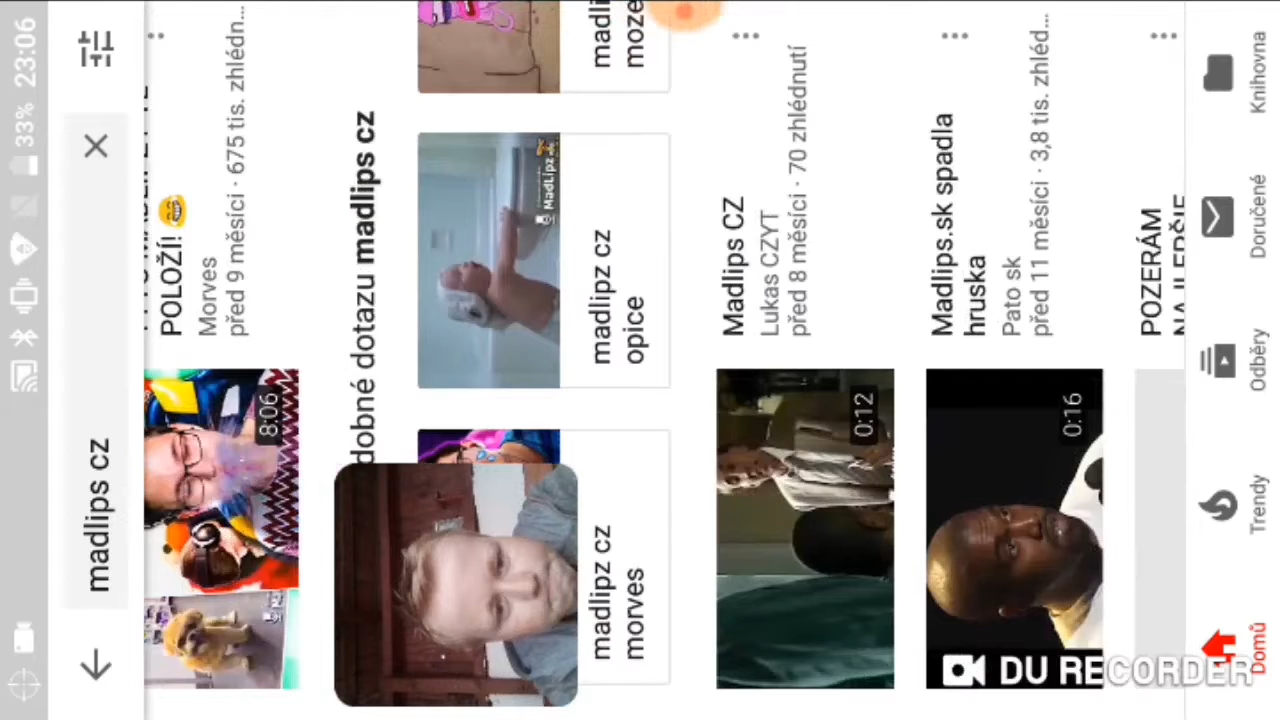 33% 23:06
madlips cz
POLOŽÍ! 😁
Morves
před 9 měsíci · 675 tis. zhlédn...
8:06
dobné dotazu madlips cz
madlipz cz
morves
MadLipz
madlipz cz
opice
madli
moze
Madlips CZ
Lukas CZYT
před 8 měsíci · 70 zhlédnutí
0:12
Madlips.sk spadla
hruska
Pato sk
před 11 měsíci · 3,8 tis. zhléd...
0:16
POZERÁM
Domů
Trendy
Odběry
Doručené
Knihovna
DU RECORDER